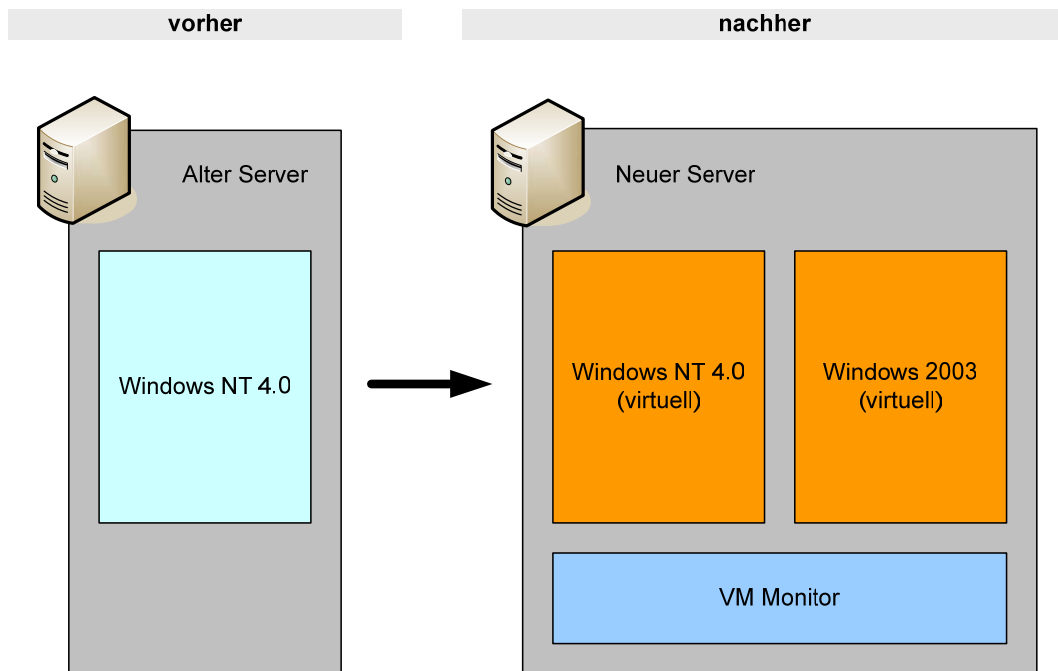 vorher
nachher
Alter Server
Neuer Server
Windows NT 4.0
Windows NT 4.0
(virtuell)
Windows 2003
(virtuell)
VM Monitor